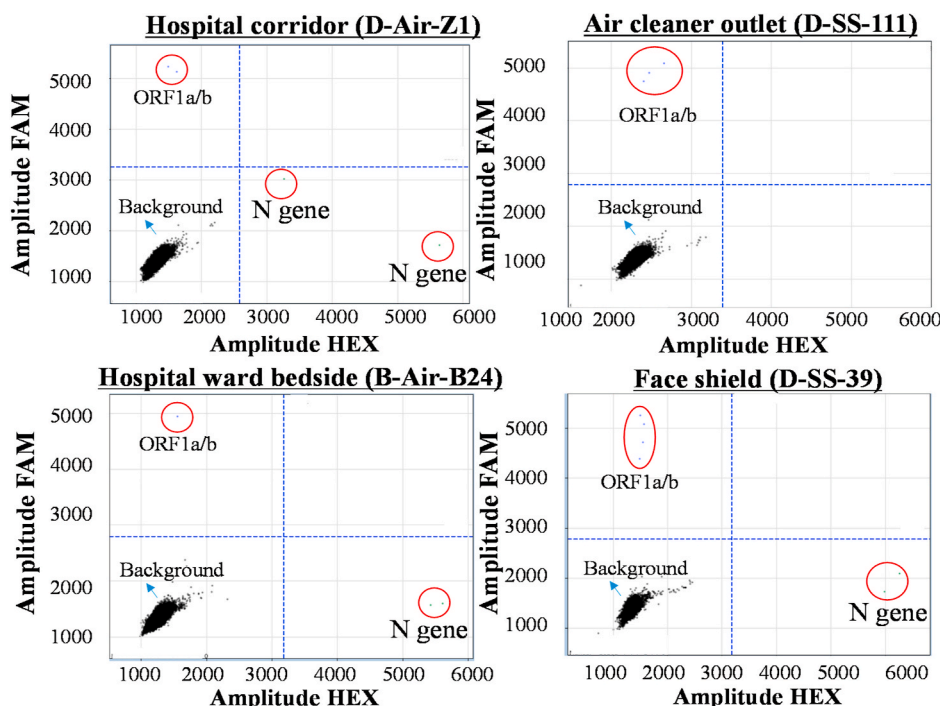 Hospital corridor (D-Air-Z1)
Amplitude FAM
5000
4000
3000
2000
1000
ORF1a/b
N gene
Background
N gene
1000 2000 3000 4000 5000 6000
Amplitude HEX
Air cleaner outlet (D-SS-111)
Amplitude FAM
5000
4000
3000
2000
1000
ORF1a/b
Background
1000 2000 3000 4000 5000 6000
Amplitude HEX
Hospital ward bedside (B-Air-B24)
Amplitude FAM
5000
4000
3000
2000
1000
ORF1a/b
Background
N gene
1000 2000 3000 4000 5000 6000
Amplitude HEX
Face shield (D-SS-39)
Amplitude FAM
5000
4000
3000
2000
1000
ORF1a/b
Background
N gene
1000 2000 3000 4000 5000 6000
Amplitude HEX